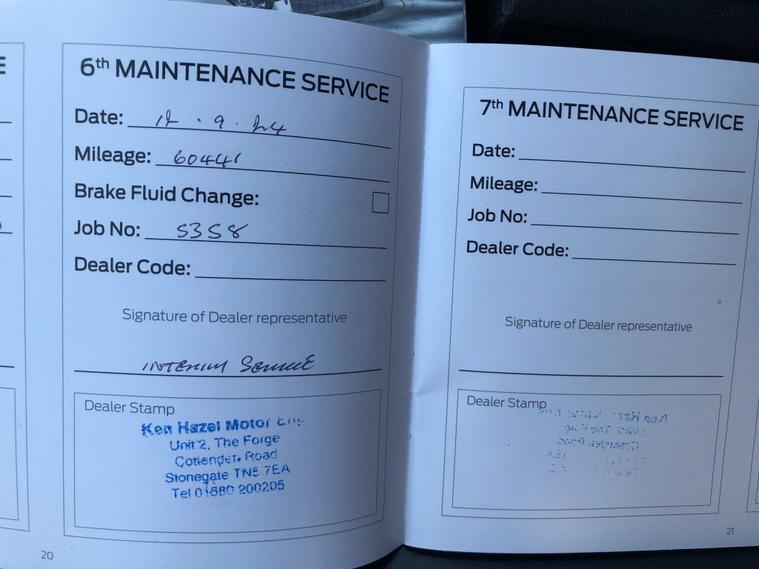 6th MAINTENANCE SERVICE
Date: 12 . 9 . 24
Mileage: 60441
Brake Fluid Change:
Job No: 5358
Dealer Code:
Signature of Dealer representative
INTERIM SERVICE
Dealer Stamp
Ken Hazel Motor Eng
Unit 2, The Forge
Road
Stonegate TN5 7EA
Tel 01580 200205
20
7th MAINTENANCE SERVICE
Date:
Mileage:
Job No:
Dealer Code:
Signature of Dealer representative
Dealer Stamp
21